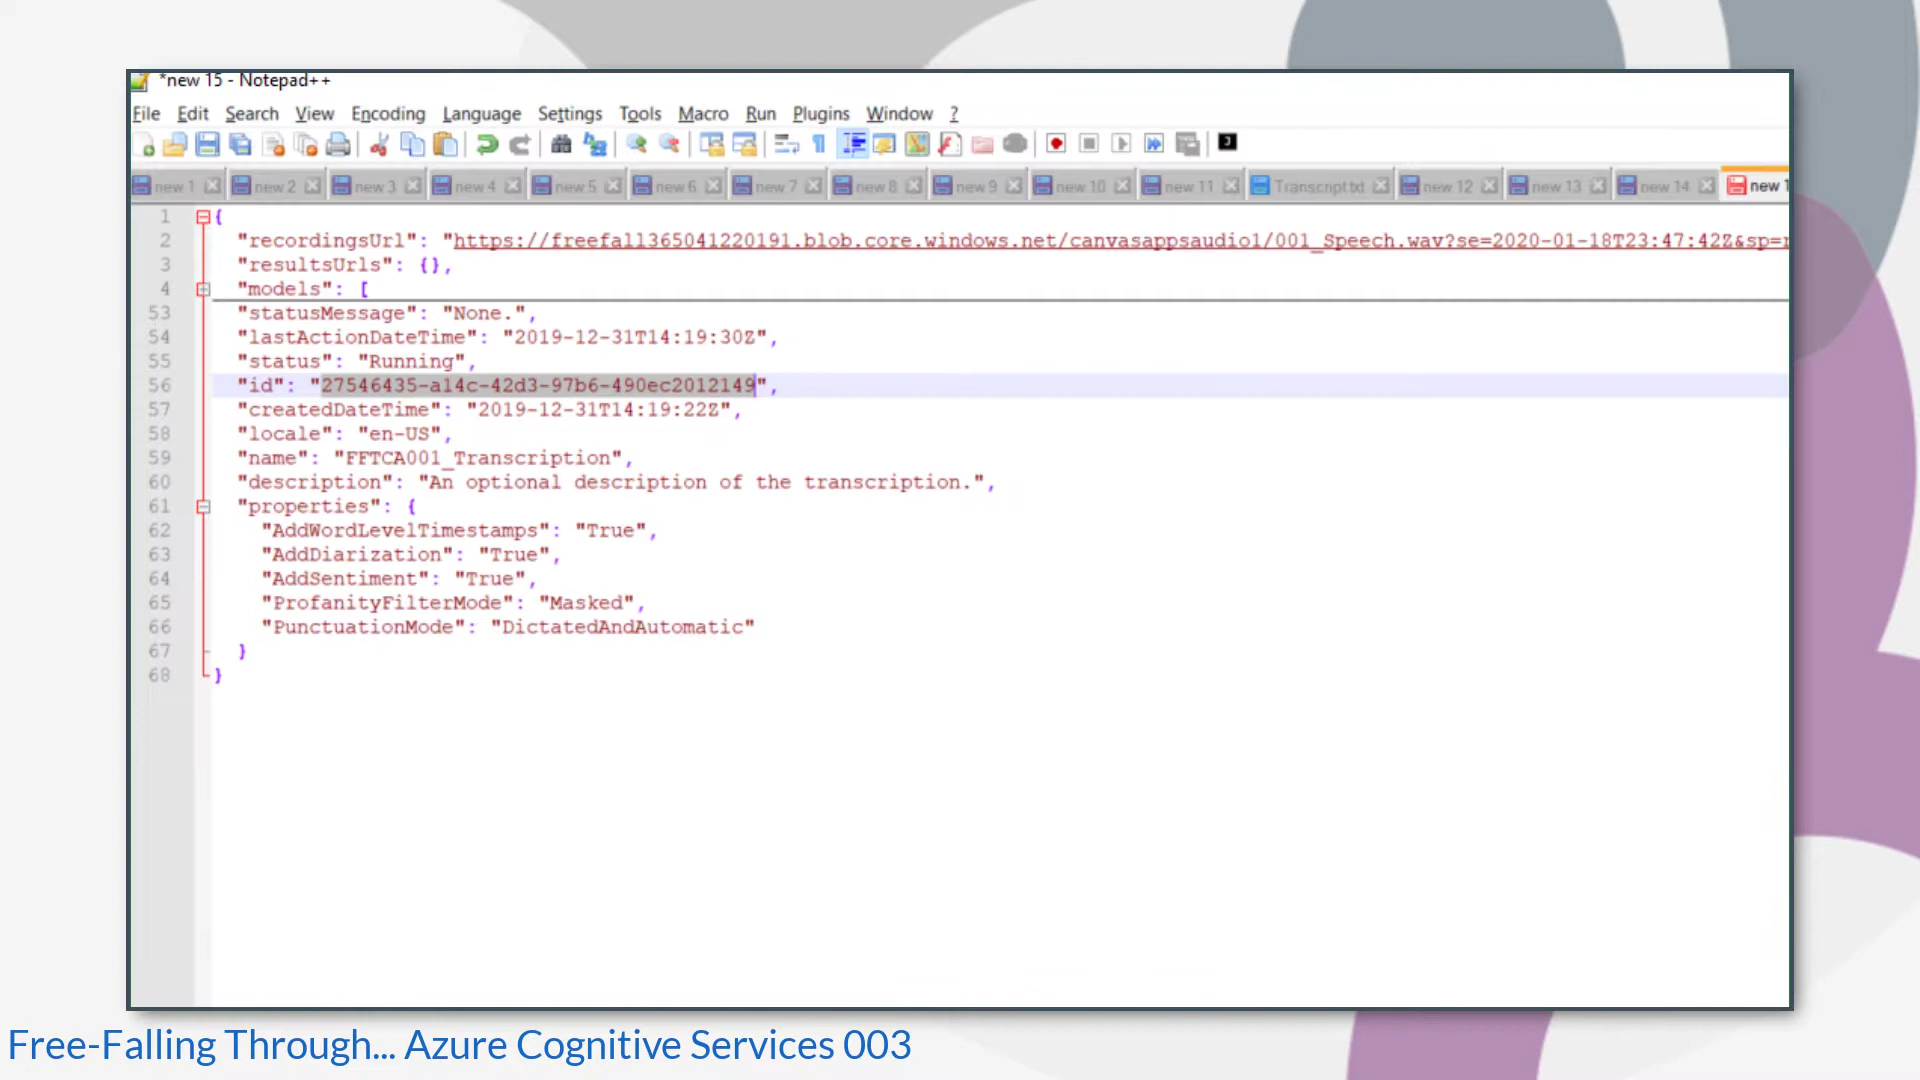 *new 15 - Notepad++
File Edit Search View Encoding Language Settings Tools Macro Run Plugins Window ?
new 1 new 2 new 3 new 4 new 5 new 6 new 7 new 8 new 9 new 10 new 11 Transcript.txt new 12 new 13 new 14 new 1
1 {
2 "recordingsUrl": "https://freefall365041220191.blob.core.windows.net/canvasappsaudio1/001_Speech.wav?se=2020-01-18T23:47:42Z&sp=r
3 "resultsUrls": {},
4 "models": [
53 "statusMessage": "None.",
54 "lastActionDateTime": "2019-12-31T14:19:30Z",
55 "status": "Running",
56 "id": "27546435-a14c-42d3-97b6-490ec2012149",
57 "createdDateTime": "2019-12-31T14:19:22Z",
58 "locale": "en-US",
59 "name": "FFTCA001_Transcription",
60 "description": "An optional description of the transcription.",
61 "properties": {
62 "AddWordLevelTimestamps": "True",
63 "AddDiarization": "True",
64 "AddSentiment": "True",
65 "ProfanityFilterMode": "Masked",
66 "PunctuationMode": "DictatedAndAutomatic"
67 }
68 }
Free-Falling Through... Azure Cognitive Services 003